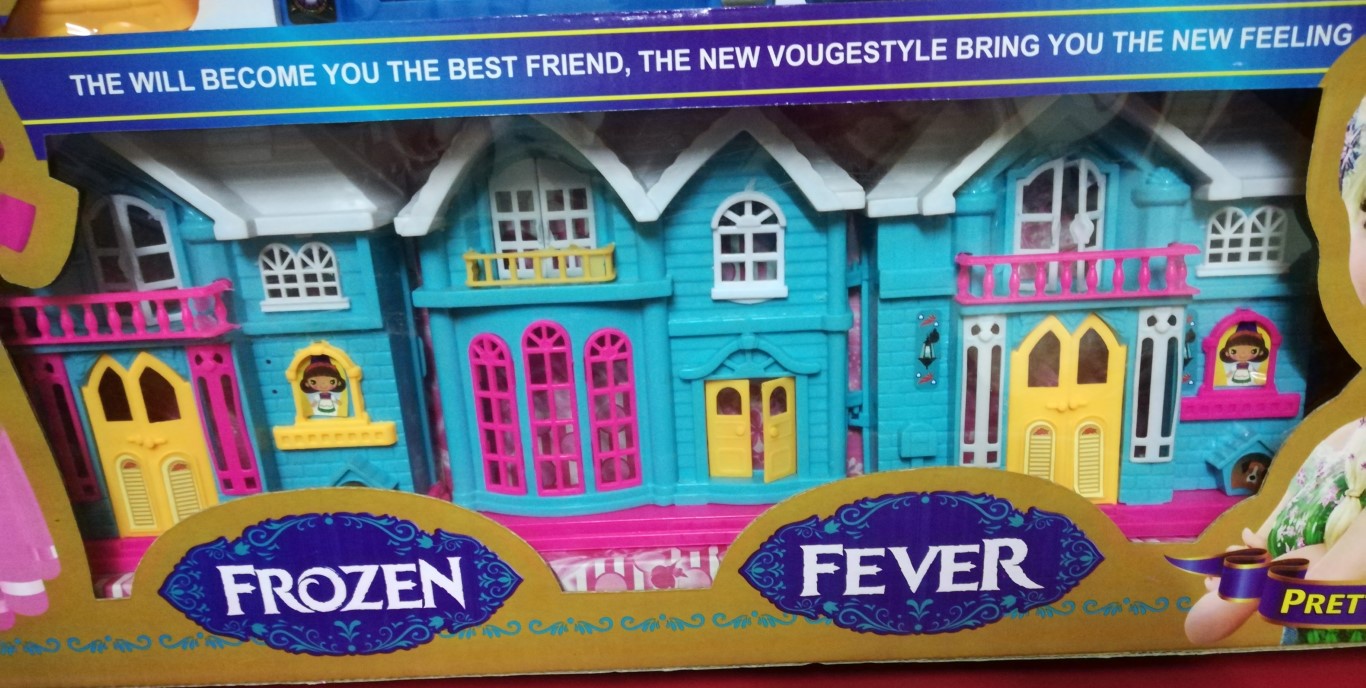 THE WILL BECOME YOU THE BEST FRIEND, THE NEW VOUGESTYLE BRING YOU THE NEW FEELING
FROZEN FEVER
PRET